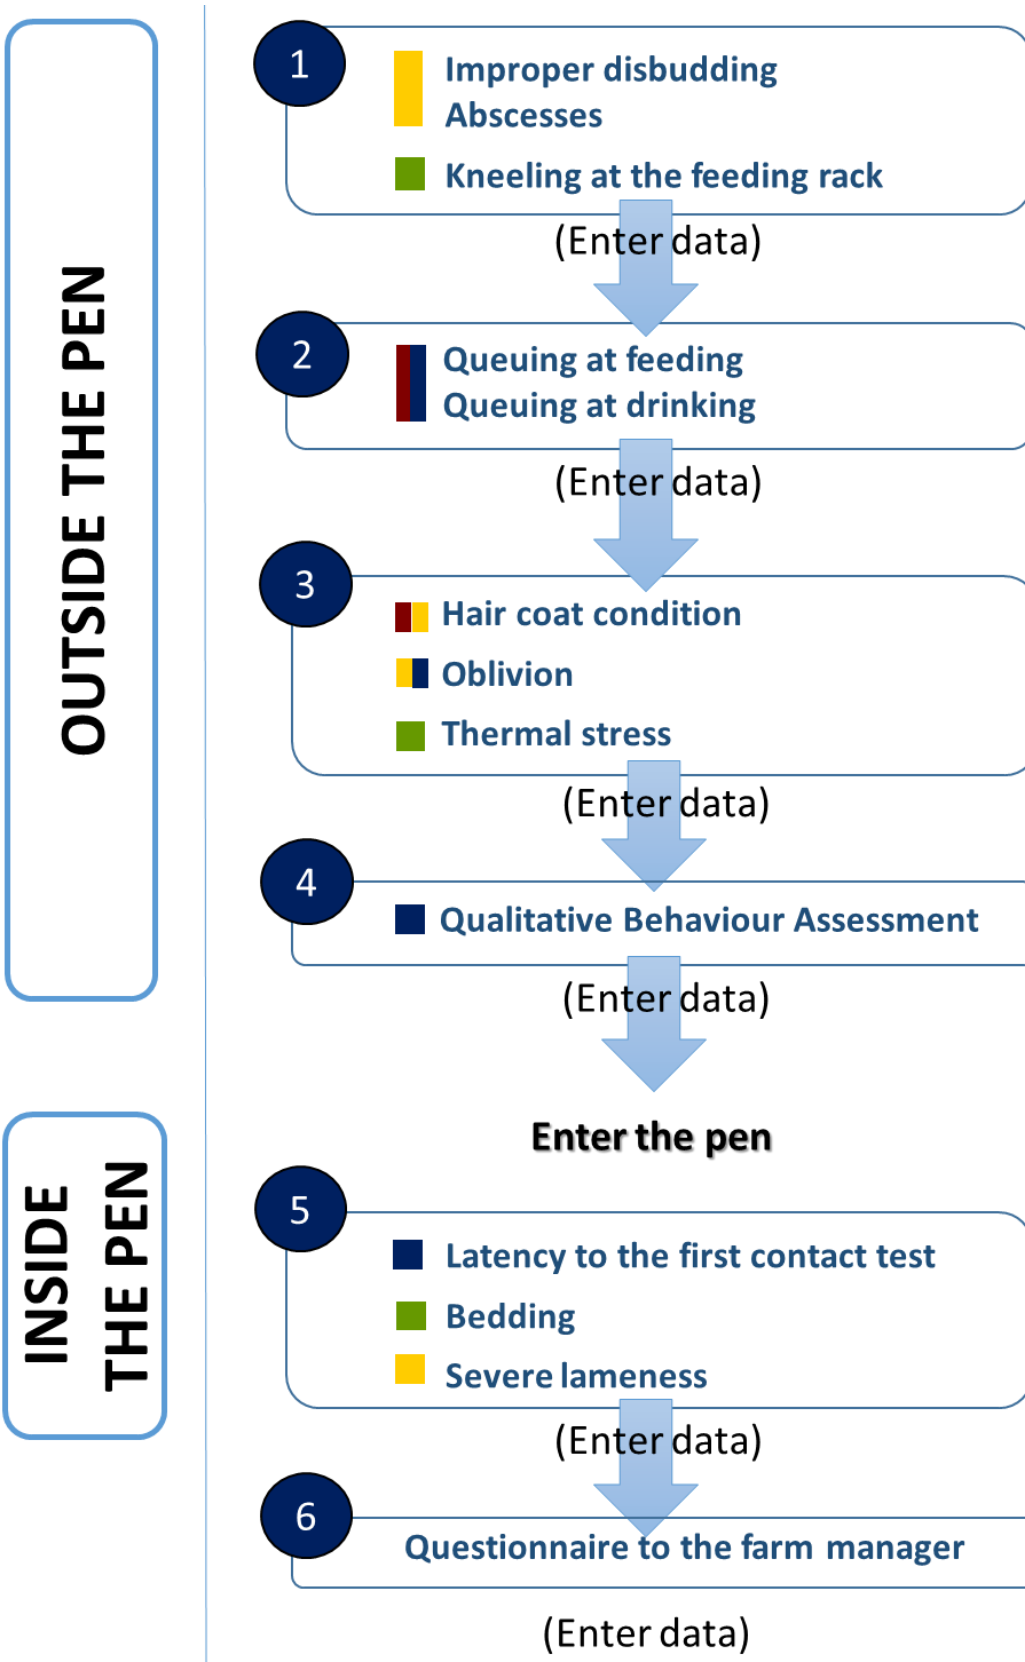 OUTSIDE THE PEN
1
Improper disbudding
Abscesses
Kneeling at the feeding rack
(Enter data)
2
Queuing at feeding
Queuing at drinking
(Enter data)
3
Hair coat condition
Oblivion
Thermal stress
(Enter data)
4
Qualitative Behaviour Assessment
(Enter data)
INSIDE
THE PEN
Enter the pen
5
Latency to the first contact test
Bedding
Severe lameness
(Enter data)
6
Questionnaire to the farm manager
(Enter data)